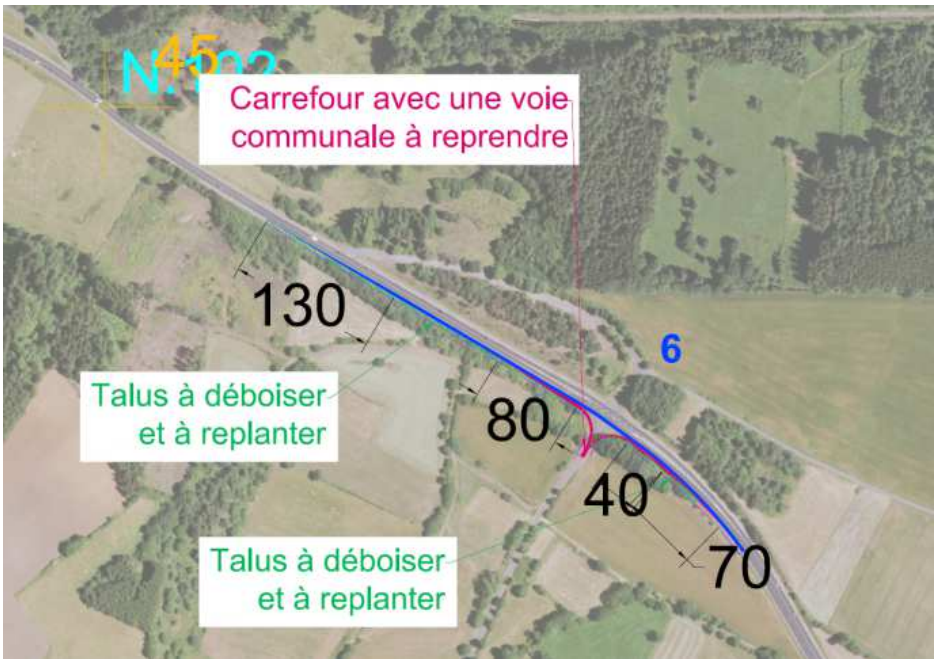 45
Carrefour avec une voie
communale à reprendre
130
6
Talus à déboiser
et à replanter
80
40
Talus à déboiser
et à replanter
70